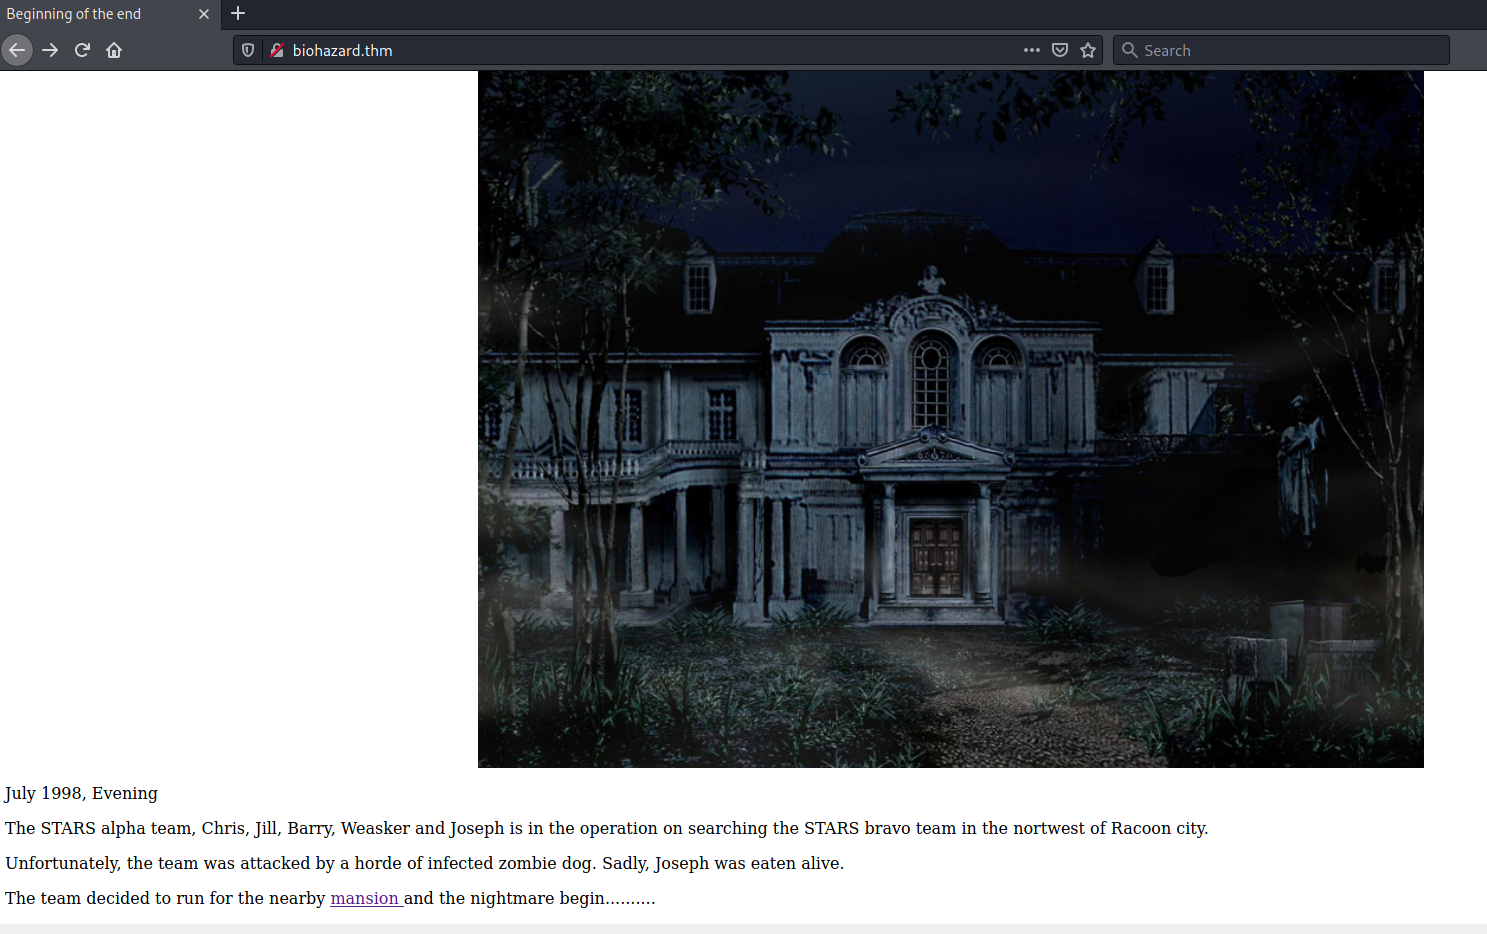 Beginning of the end
biohazard.thm
Search
July 1998, Evening
The STARS alpha team, Chris, Jill, Barry, Weasker and Joseph is in the operation on searching the STARS bravo team in the nortwest of Racoon city.
Unfortunately, the team was attacked by a horde of infected zombie dog. Sadly, Joseph was eaten alive.
The team decided to run for the nearby mansion and the nightmare begin..........